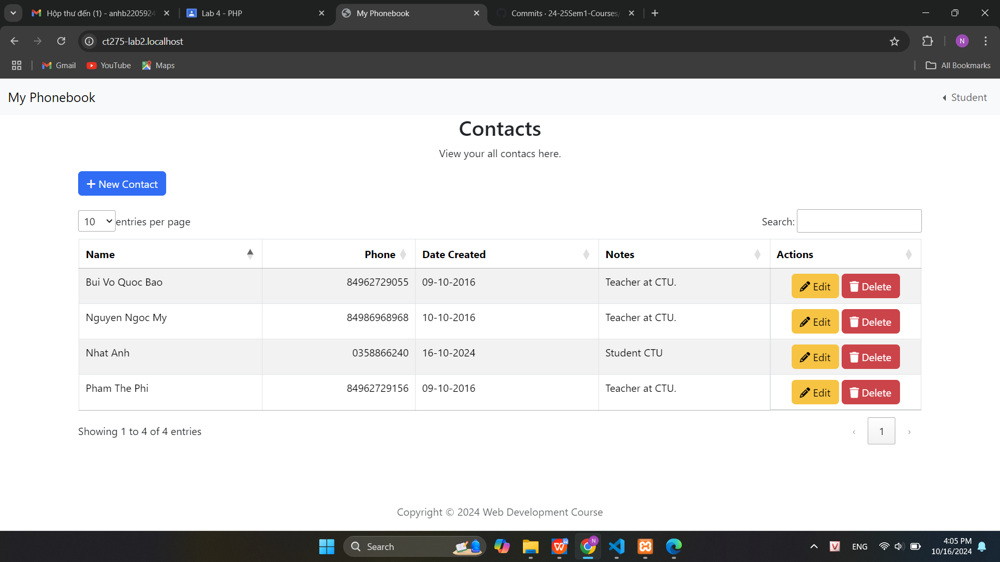 Hộp thư đến (1) - anhb2205924
Lab 4 - PHP
My Phonebook
Commits · 24-25Sem1-Courses/
ct275-lab2.localhost
N
Gmail
YouTube
Maps
All Bookmarks
My Phonebook
Student
Contacts
View your all contacs here.
+ New Contact
10 entries per page
Search:
Name Phone Date Created Notes Actions
Bui Vo Quoc Bao 84962729055 09-10-2016 Teacher at CTU. Edit Delete
Nguyen Ngoc My 84986968968 10-10-2016 Teacher at CTU. Edit Delete
Nhat Anh 0358866240 16-10-2024 Student CTU Edit Delete
Pham The Phi 84962729156 09-10-2016 Teacher at CTU. Edit Delete
Showing 1 to 4 of 4 entries
‹ 1 ›
Copyright © 2024 Web Development Course
Search
N
V
ENG
4:05 PM
10/16/2024